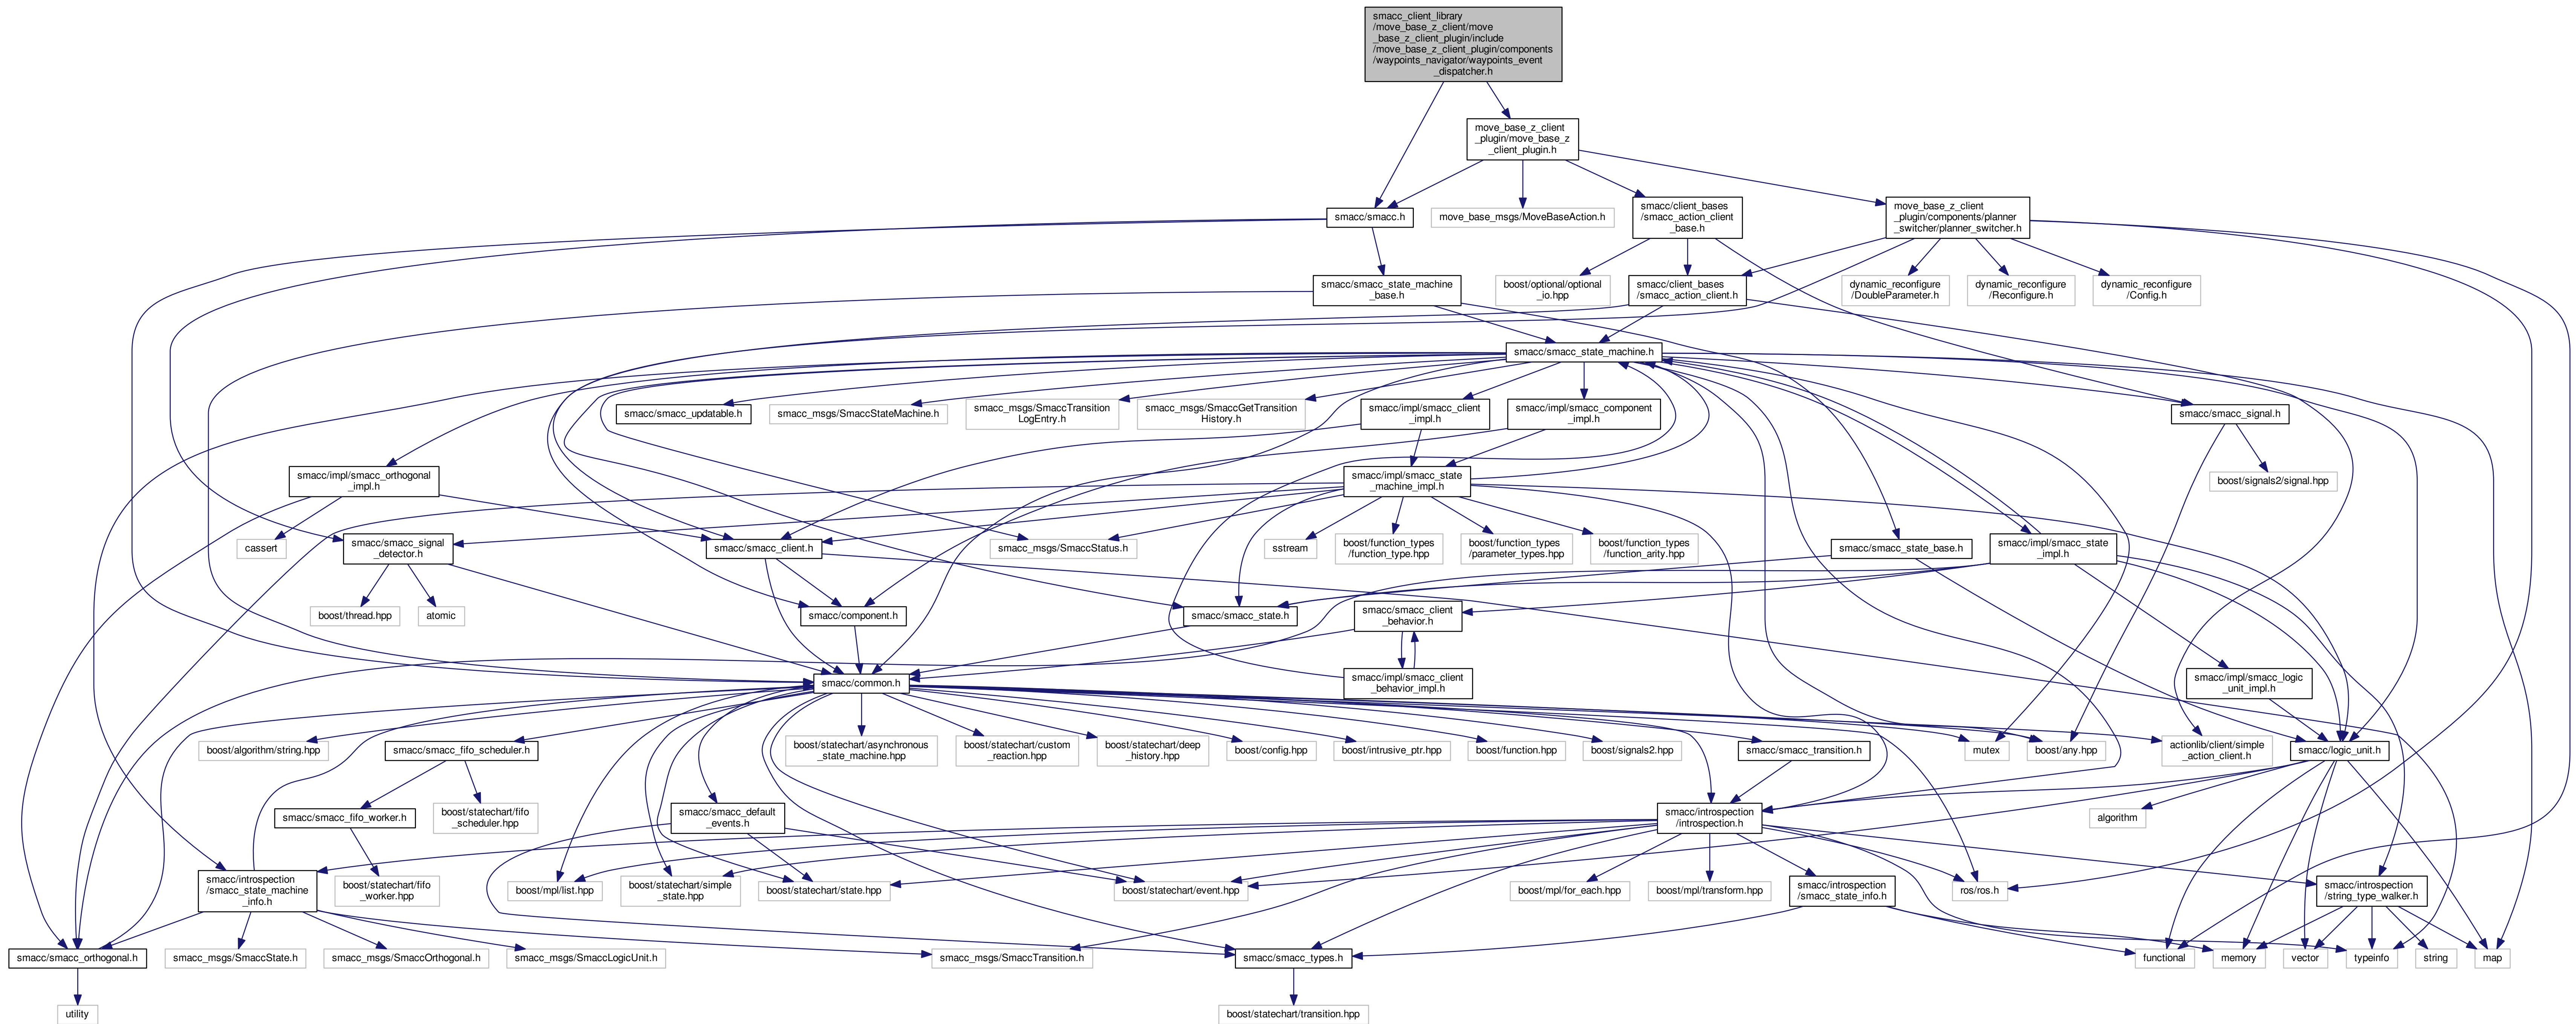 smacc_client_library
/move_base_z_client/move
_base_z_client_plugin/include
/move_base_z_client_plugin/components
/waypoints_navigator/waypoints_event
_dispatcher.h
move_base_z_client
_plugin/move_base_z
_client_plugin.h
smacc/smacc.h
move_base_msgs/MoveBaseAction.h
smacc/client_bases
/smacc_action_client
_base.h
move_base_z_client
_plugin/components/planner
_switcher/planner_switcher.h
smacc/smacc_state_machine
_base.h
boost/optional/optional
_io.hpp
smacc/client_bases
/smacc_action_client.h
dynamic_reconfigure
/DoubleParameter.h
dynamic_reconfigure
/Reconfigure.h
dynamic_reconfigure
/Config.h
smacc/smacc_state_machine.h
smacc/smacc_updatable.h
smacc_msgs/SmaccStateMachine.h
smacc_msgs/SmaccTransition
LogEntry.h
smacc_msgs/SmaccGetTransition
History.h
smacc/impl/smacc_client
_impl.h
smacc/impl/smacc_component
_impl.h
smacc/smacc_signal.h
smacc/impl/smacc_orthogonal
_impl.h
smacc/impl/smacc_state
_machine_impl.h
boost/signals2/signal.hpp
cassert
smacc/smacc_signal
_detector.h
smacc/smacc_client.h
smacc_msgs/SmaccStatus.h
sstream
boost/function_types
/function_type.hpp
boost/function_types
/parameter_types.hpp
boost/function_types
/function_arity.hpp
smacc/smacc_state_base.h
smacc/impl/smacc_state
_impl.h
boost/thread.hpp
atomic
smacc/component.h
smacc/smacc_state.h
smacc/smacc_client
_behavior.h
smacc/common.h
smacc/impl/smacc_client
_behavior_impl.h
smacc/impl/smacc_logic
_unit_impl.h
boost/algorithm/string.hpp
smacc/smacc_fifo_scheduler.h
boost/statechart/asynchronous
_state_machine.hpp
boost/statechart/custom
_reaction.hpp
boost/statechart/deep
_history.hpp
boost/config.hpp
boost/intrusive_ptr.hpp
boost/function.hpp
boost/signals2.hpp
smacc/smacc_transition.h
mutex
boost/any.hpp
actionlib/client/simple
_action_client.h
smacc/logic_unit.h
smacc/smacc_fifo_worker.h
boost/statechart/fifo
_scheduler.hpp
smacc/smacc_default
_events.h
smacc/introspection
/introspection.h
algorithm
smacc/introspection
/smacc_state_machine
_info.h
boost/statechart/fifo
_worker.hpp
boost/mpl/list.hpp
boost/statechart/simple
_state.hpp
boost/statechart/state.hpp
boost/statechart/event.hpp
boost/mpl/for_each.hpp
boost/mpl/transform.hpp
smacc/introspection
/smacc_state_info.h
ros/ros.h
smacc/introspection
/string_type_walker.h
smacc/smacc_orthogonal.h
smacc_msgs/SmaccState.h
smacc_msgs/SmaccOrthogonal.h
smacc_msgs/SmaccLogicUnit.h
smacc_msgs/SmaccTransition.h
smacc/smacc_types.h
functional
memory
vector
typeinfo
string
map
utility
boost/statechart/transition.hpp